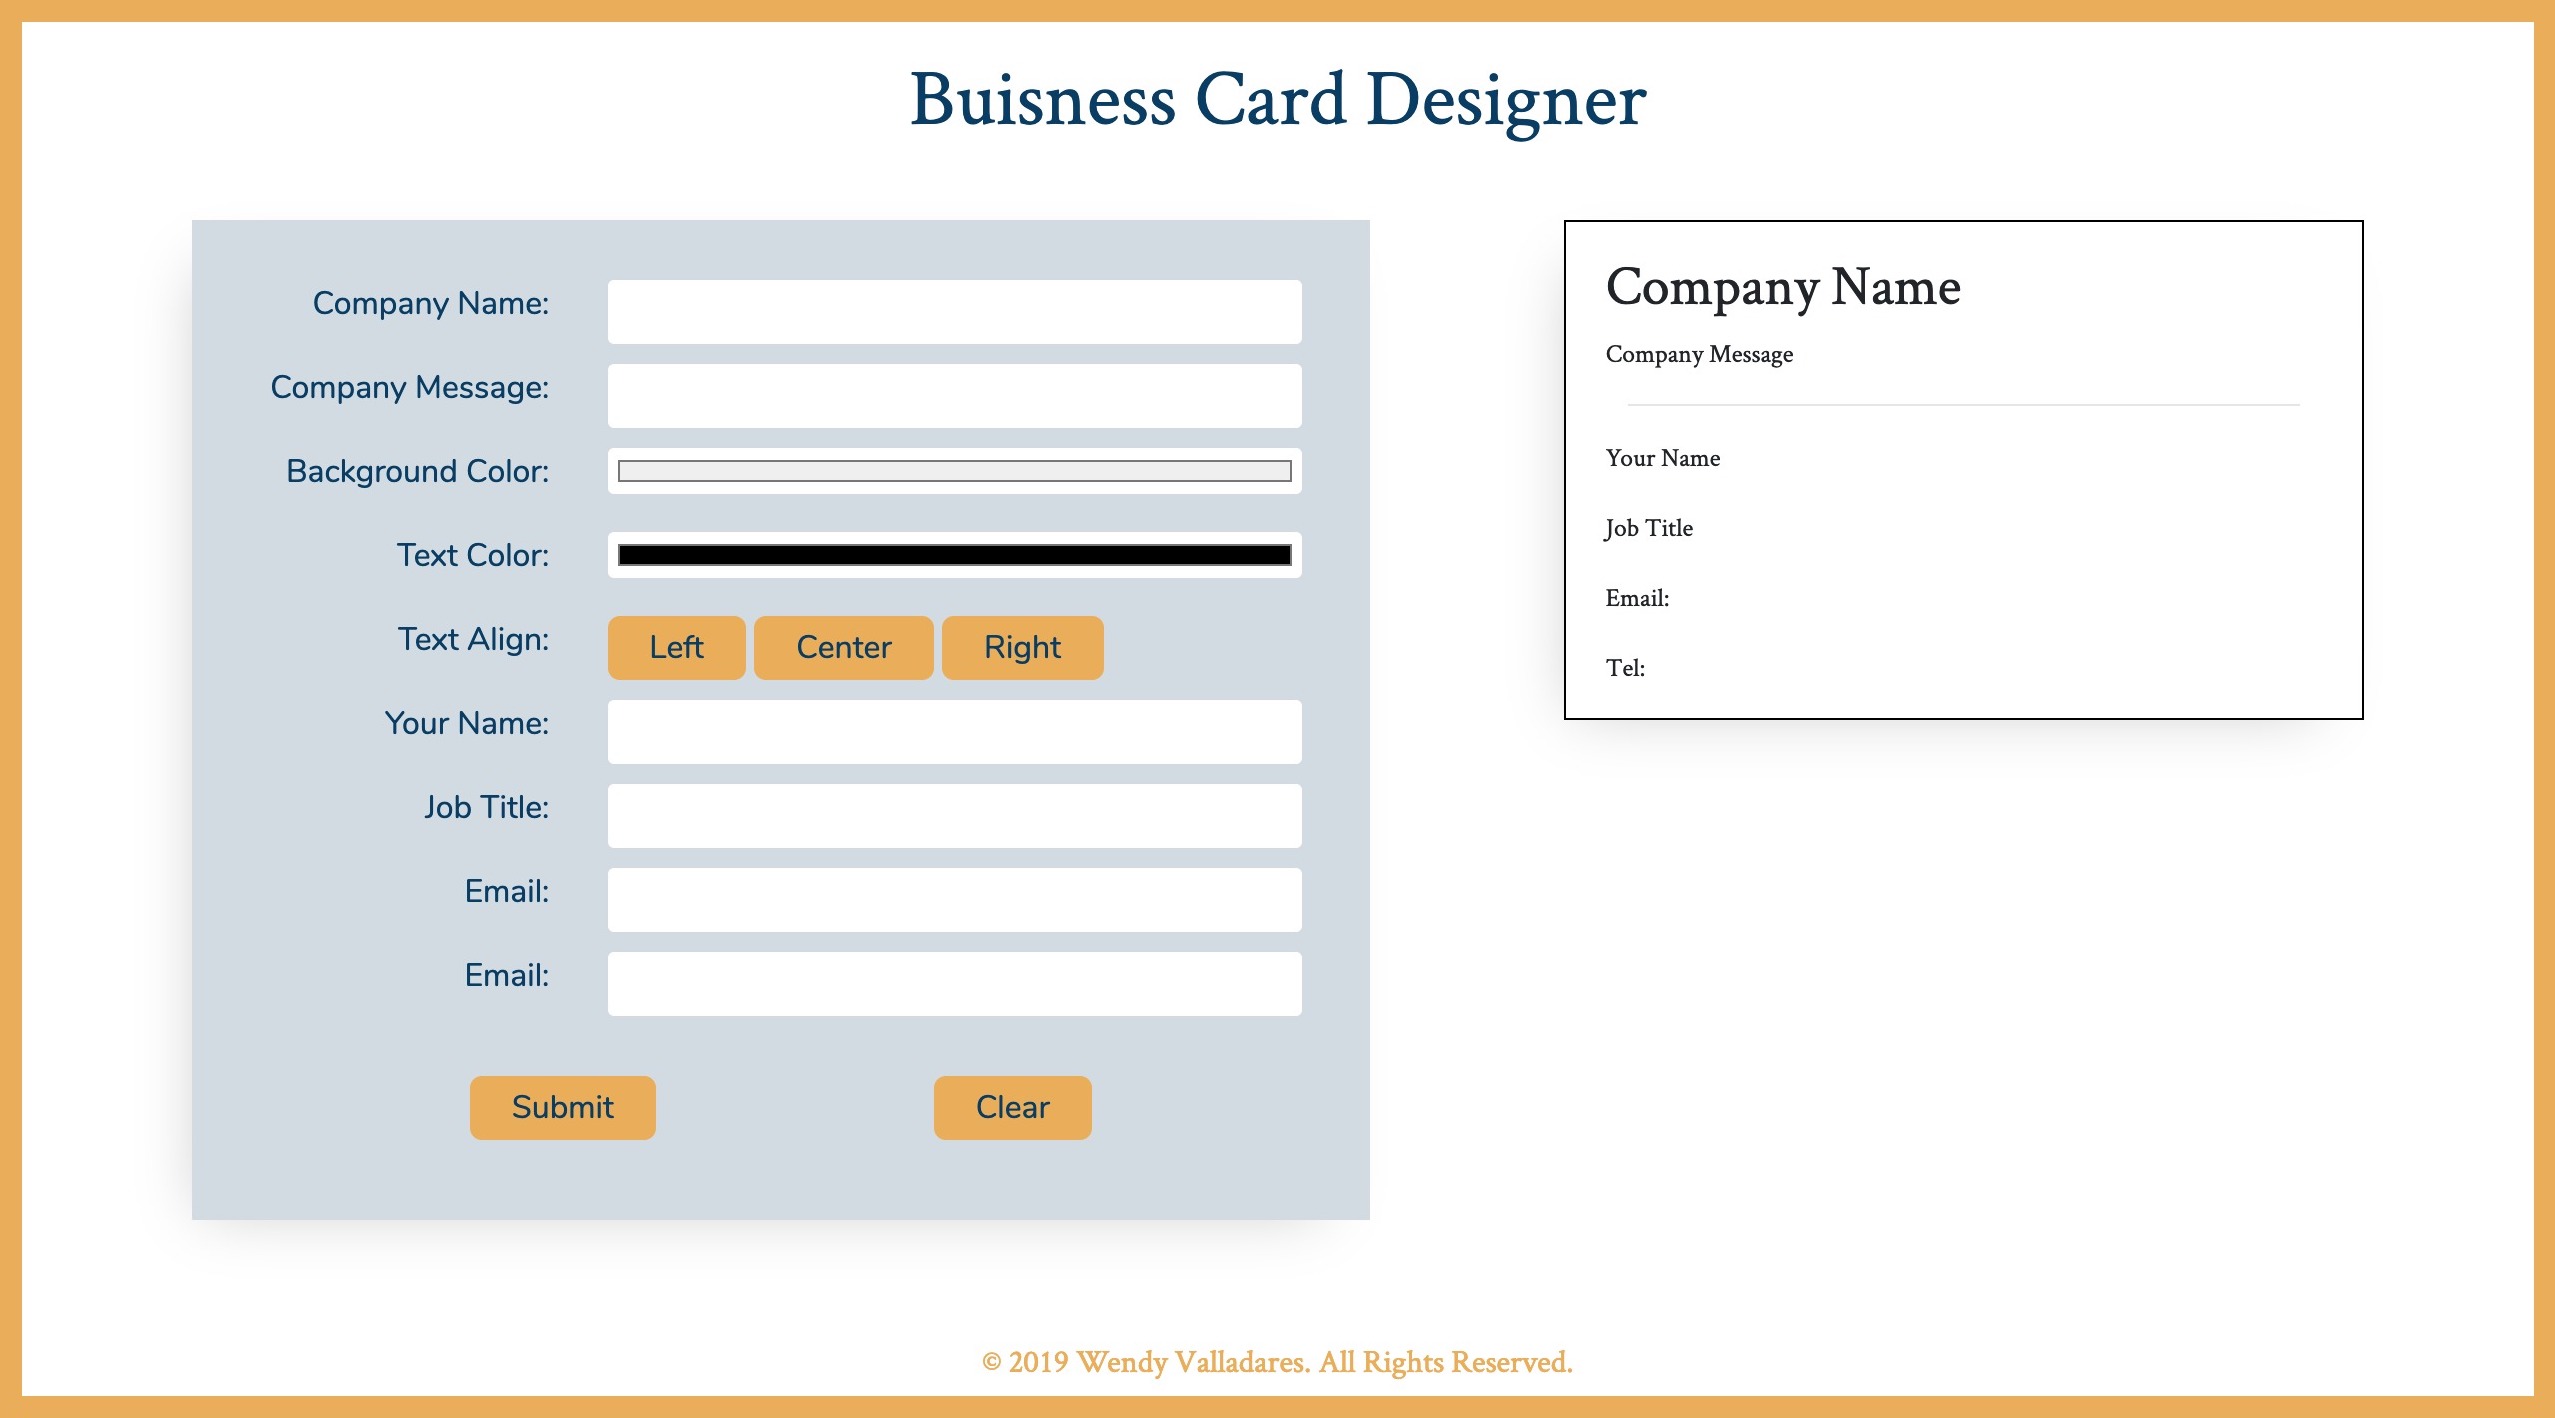 Buisness Card Designer
Company Name:
Company Message:
Background Color:
Text Color:
Text Align:
Left
Center
Right
Your Name:
Job Title:
Email:
Email:
Submit
Clear
Company Name
Company Message
Your Name
Job Title
Email:
Tel:
© 2019 Wendy Valladares. All Rights Reserved.